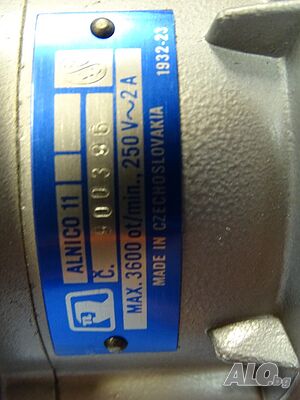 ALNICO 11
Č. 900396
MAX. 3600 ot/min., 250 V~2 A
MADE IN CZECHOSLOVAKIA 1932-23
ALO.bg